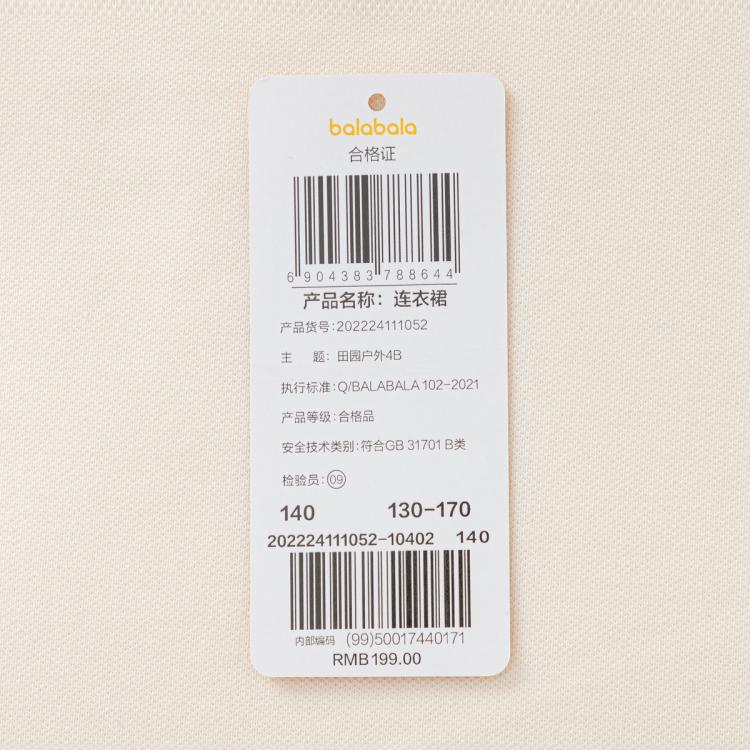 balabala
合格证
6 904383 788644
产品名称：连衣裙
产品货号:202224111052
主 题: 田园户外4B
执行标准:Q/BALABALA 102-2021
产品等级:合格品
安全技术类别:符合GB 31701 B类
检验员:09
140 130-170
202224111052-10402 140
内部编码 (99)50017440171
RMB199.00